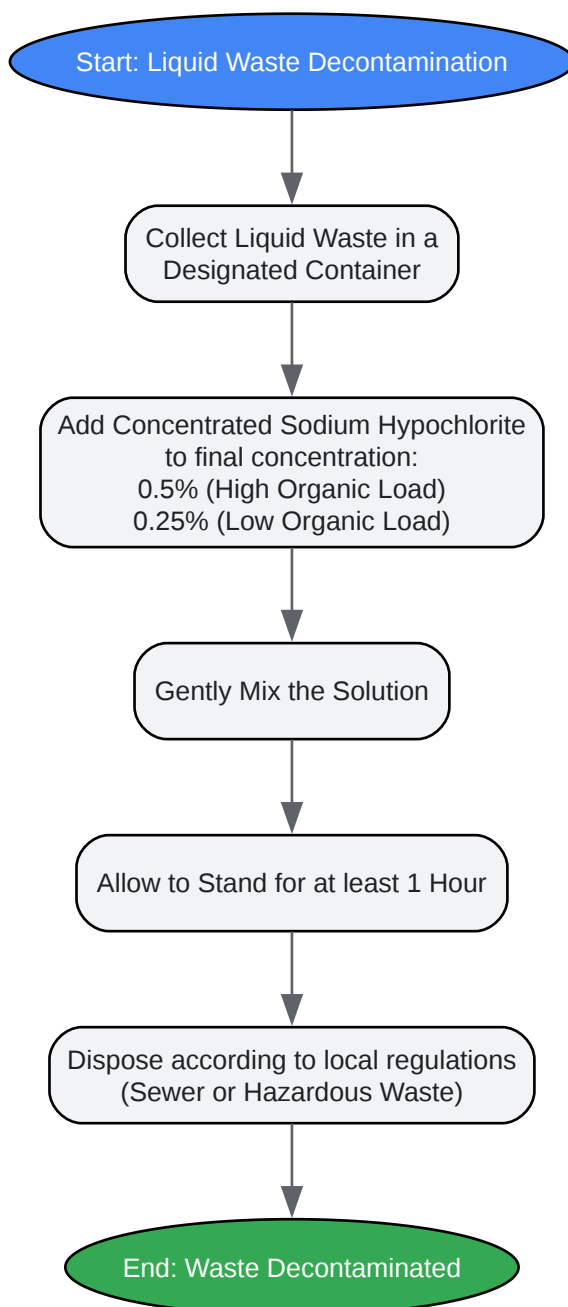 Start: Liquid Waste Decontamination
Collect Liquid Waste in a
Designated Container
Add Concentrated Sodium Hypochlorite
to final concentration:
0.5% (High Organic Load)
0.25% (Low Organic Load)
Gently Mix the Solution
Allow to Stand for at least 1 Hour
Dispose according to local regulations
(Sewer or Hazardous Waste)
End: Waste Decontaminated